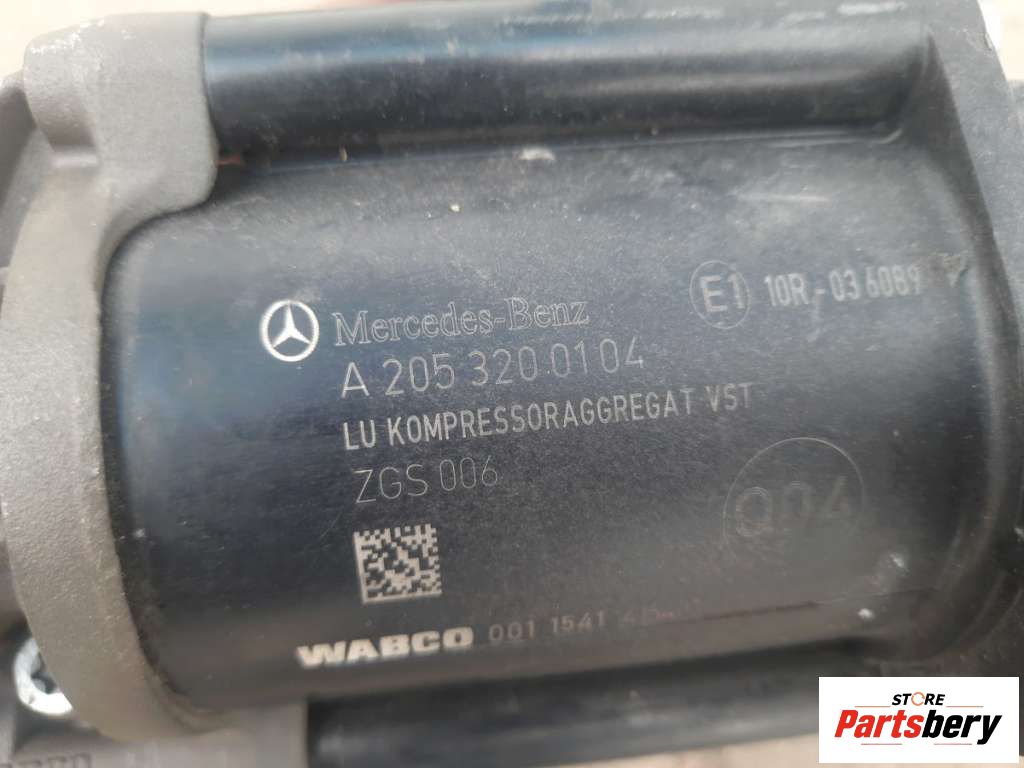 Mercedes-Benz
A 205 320 01 04
LU KOMPRESSORAGGREGAT VST
ZGS 006
E1 10R-03 6089
Q04
WABCO 001 1541
STORE
Partsbery